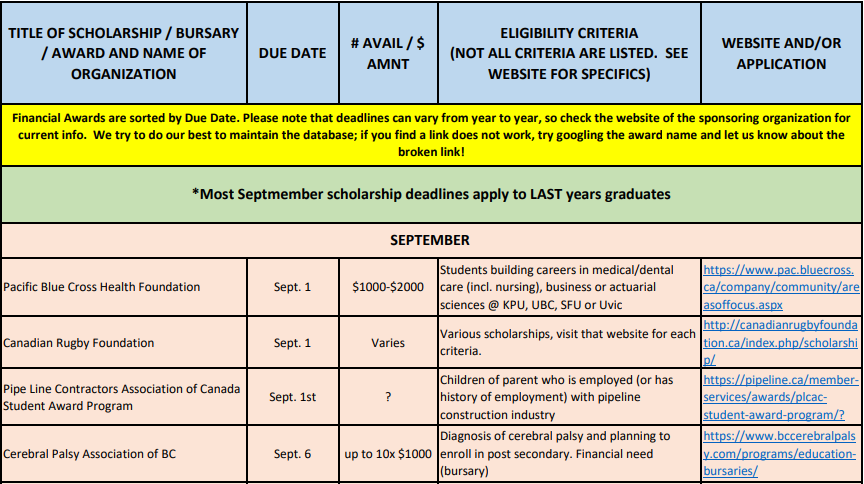 TITLE OF SCHOLARSHIP / BURSARY
/ AWARD AND NAME OF
ORGANIZATION
DUE DATE
# AVAIL / $
AMNT
ELIGIBILITY CRITERIA
(NOT ALL CRITERIA ARE LISTED. SEE
WEBSITE FOR SPECIFICS)
WEBSITE AND/OR
APPLICATION
Financial Awards are sorted by Due Date. Please note that deadlines can vary from year to year, so check the website of the sponsoring organization for
current info. We try to do our best to maintain the database; if you find a link does not work, try googling the award name and let us know about the
broken link!
*Most Septmember scholarship deadlines apply to LAST years graduates
SEPTEMBER
Pacific Blue Cross Health Foundation
Sept. 1
$1000-$2000
Students building careers in medical/dental
care (incl. nursing), business or actuarial
sciences @ KPU, UBC, SFU or Uvic
https://www.pac.bluecross.
ca/company/community/are
asoffocus.aspx
Canadian Rugby Foundation
Sept. 1
Varies
Various scholarships, visit that website for each
criteria.
http://canadianrugbyfounda
tion.ca/index.php/scholarshi
p/
Pipe Line Contractors Association of Canada
Student Award Program
Sept. 1st
?
Children of parent who is employed (or has
history of employment) with pipeline
construction industry
https://pipeline.ca/member-
services/awards/plcac-
student-award-program/?
Cerebral Palsy Association of BC
Sept. 6
up to 10x $1000
Diagnosis of cerebral palsy and planning to
enroll in post secondary. Financial need
(bursary)
https://www.bccerebralpals
y.com/programs/education-
bursaries/